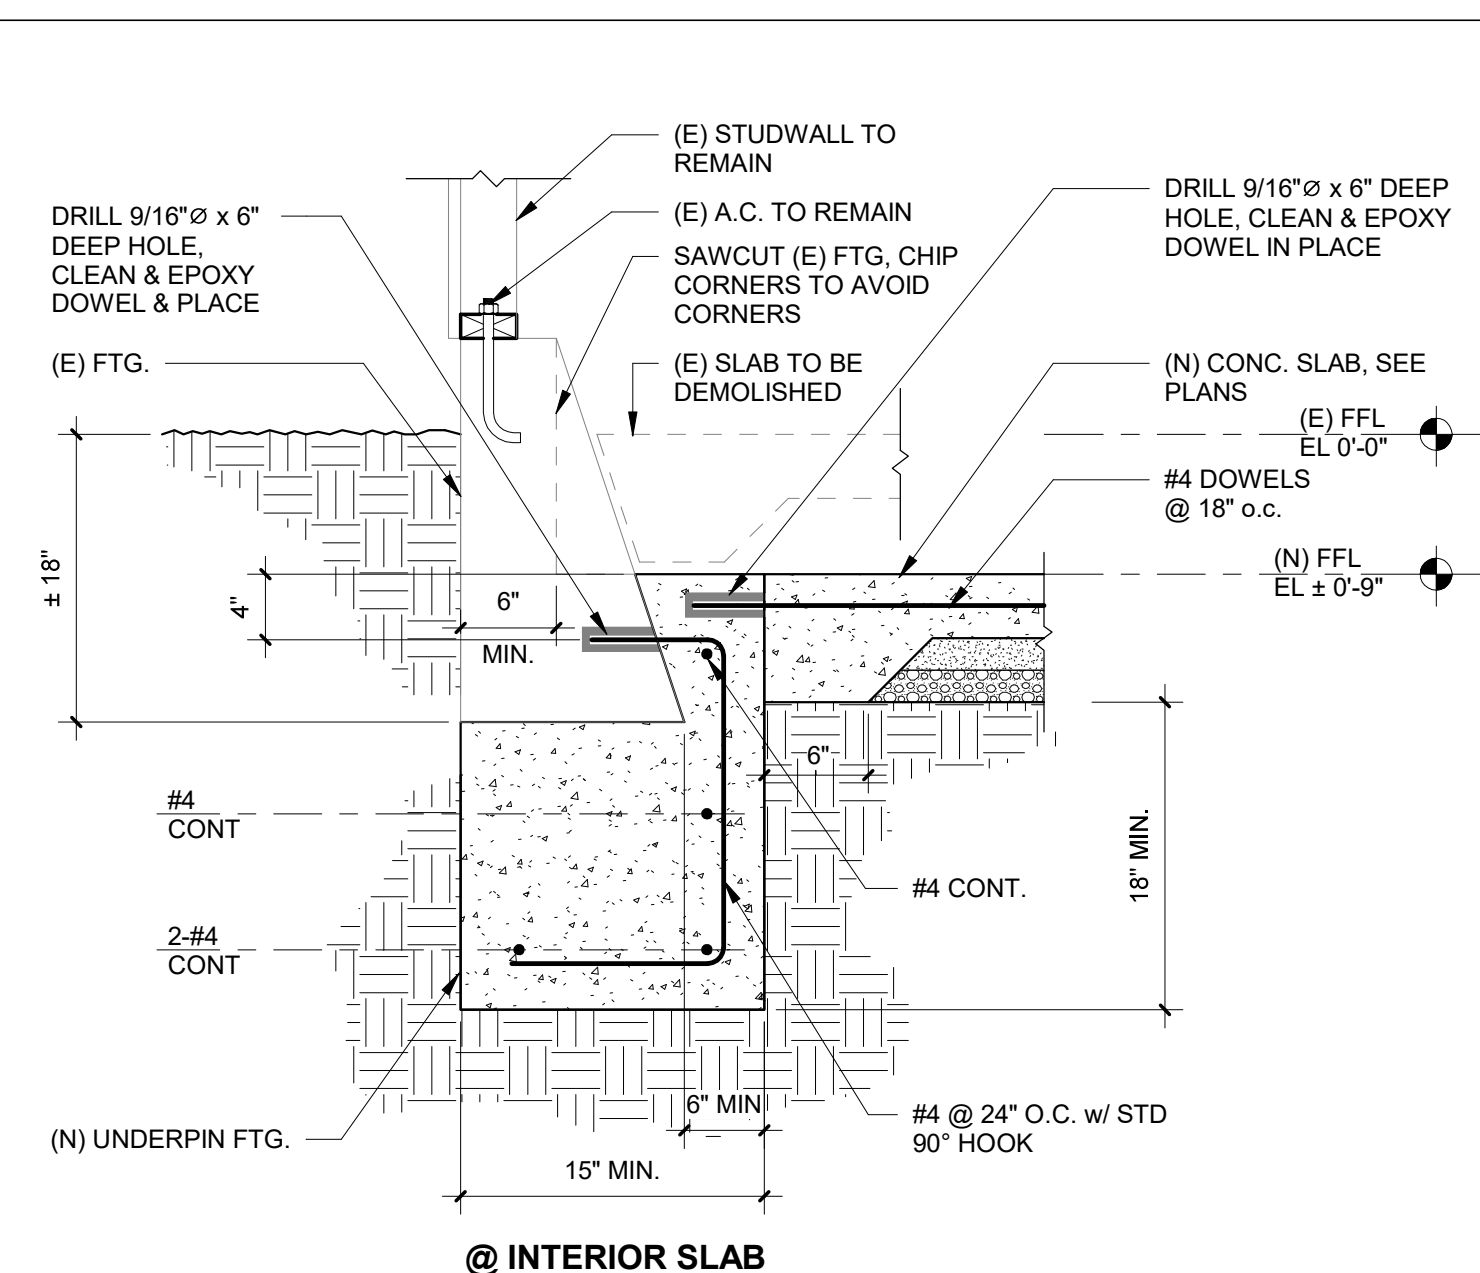 (E) STUDWALL TO
REMAIN
DRILL 9/16"Ø x 6"
DEEP HOLE,
CLEAN & EPOXY
DOWEL & PLACE
(E) A.C. TO REMAIN
SAWCUT (E) FTG, CHIP
CORNERS TO AVOID
CORNERS
DRILL 9/16"Ø x 6" DEEP
HOLE, CLEAN & EPOXY
DOWEL IN PLACE
(E) FTG.
(E) SLAB TO BE
DEMOLISHED
(N) CONC. SLAB, SEE
PLANS
(E) FFL
EL 0'-0"
#4 DOWELS
@ 18" o.c.
(N) FFL
EL ± 0'-9"
± 18"
4"
6"
MIN.
6"
#4
CONT
18" MIN.
#4 CONT.
2-#4
CONT
(N) UNDERPIN FTG.
6" MIN
#4 @ 24" O.C. w/ STD
90° HOOK
15" MIN.
@ INTERIOR SLAB